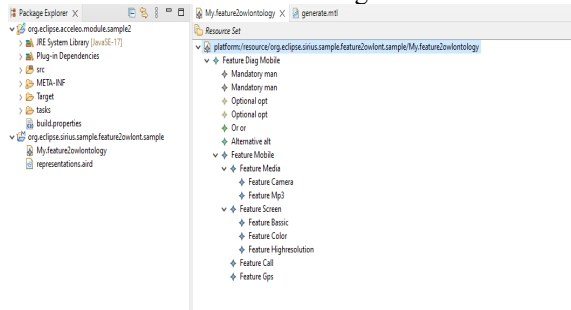 Package Explorer
org.eclipse.acceleo.module.sample2
JRE System Library [JavaSE-17]
Plug-in Dependencies
src
META-INF
Target
tasks
build.properties
org.eclipse.sirius.sample.feature2owlont.sample
My.feature2owlontology
representations.aird
My.feature2owlontology
generate.mtl
Resource Set
platform:/resource/org.eclipse.sirius.sample.feature2owlont.sample/My.feature2owlontology
Feature Diag Mobile
Mandatory man
Mandatory man
Optional opt
Optional opt
Or or
Alternative alt
Feature Mobile
Feature Media
Feature Camera
Feature Mp3
Feature Screen
Feature Bassic
Feature Color
Feature Highresolution
Feature Call
Feature Gps